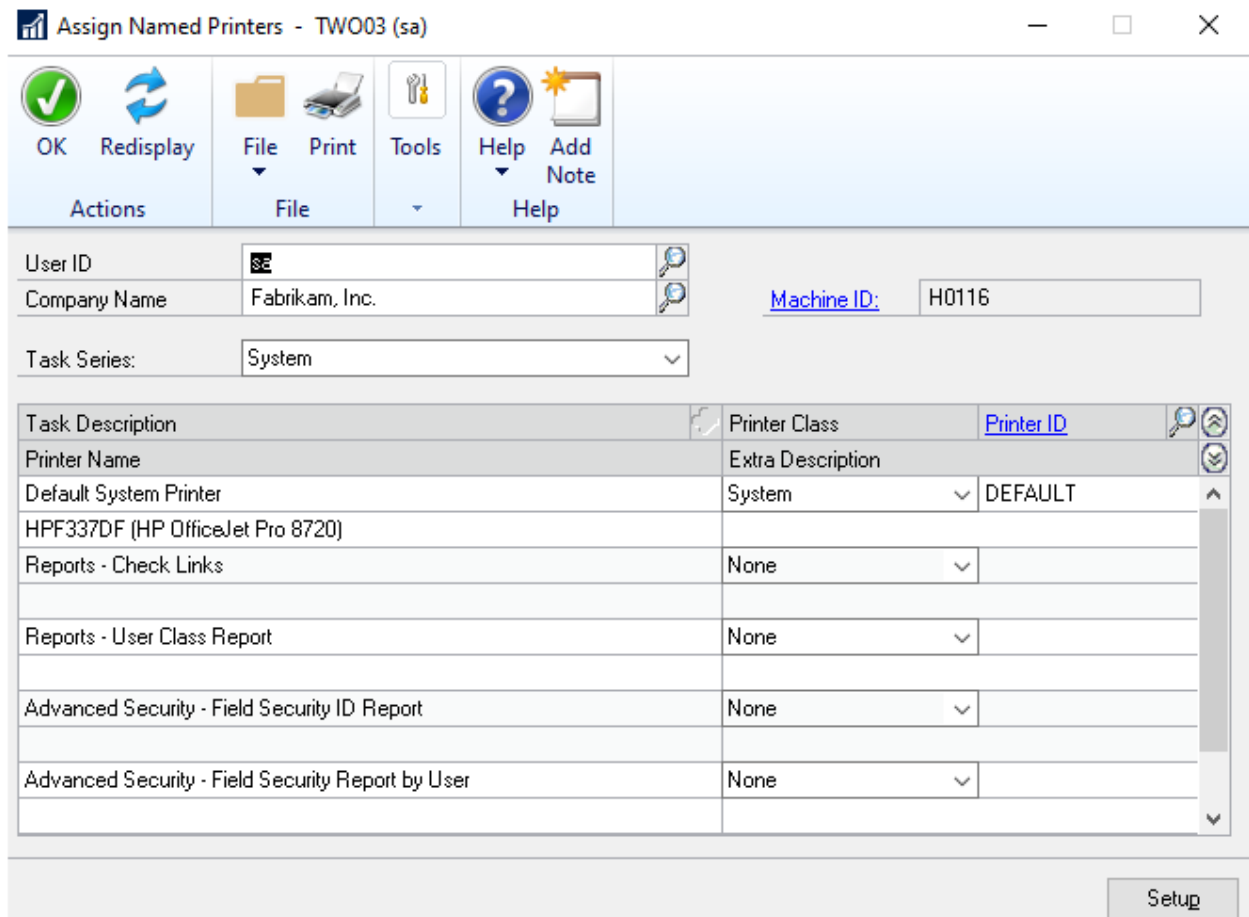 Assign Named Printers - TWO03 (sa)
OK Redisplay File Print Tools Help Add Note
Actions File Help
User ID sa
Company Name Fabrikam, Inc. Machine ID: H0116
Task Series: System
Task Description Printer Class Printer ID
Printer Name Extra Description
Default System Printer System DEFAULT
HPF337DF (HP OfficeJet Pro 8720)
Reports - Check Links None
Reports - User Class Report None
Advanced Security - Field Security ID Report None
Advanced Security - Field Security Report by User None
Setup